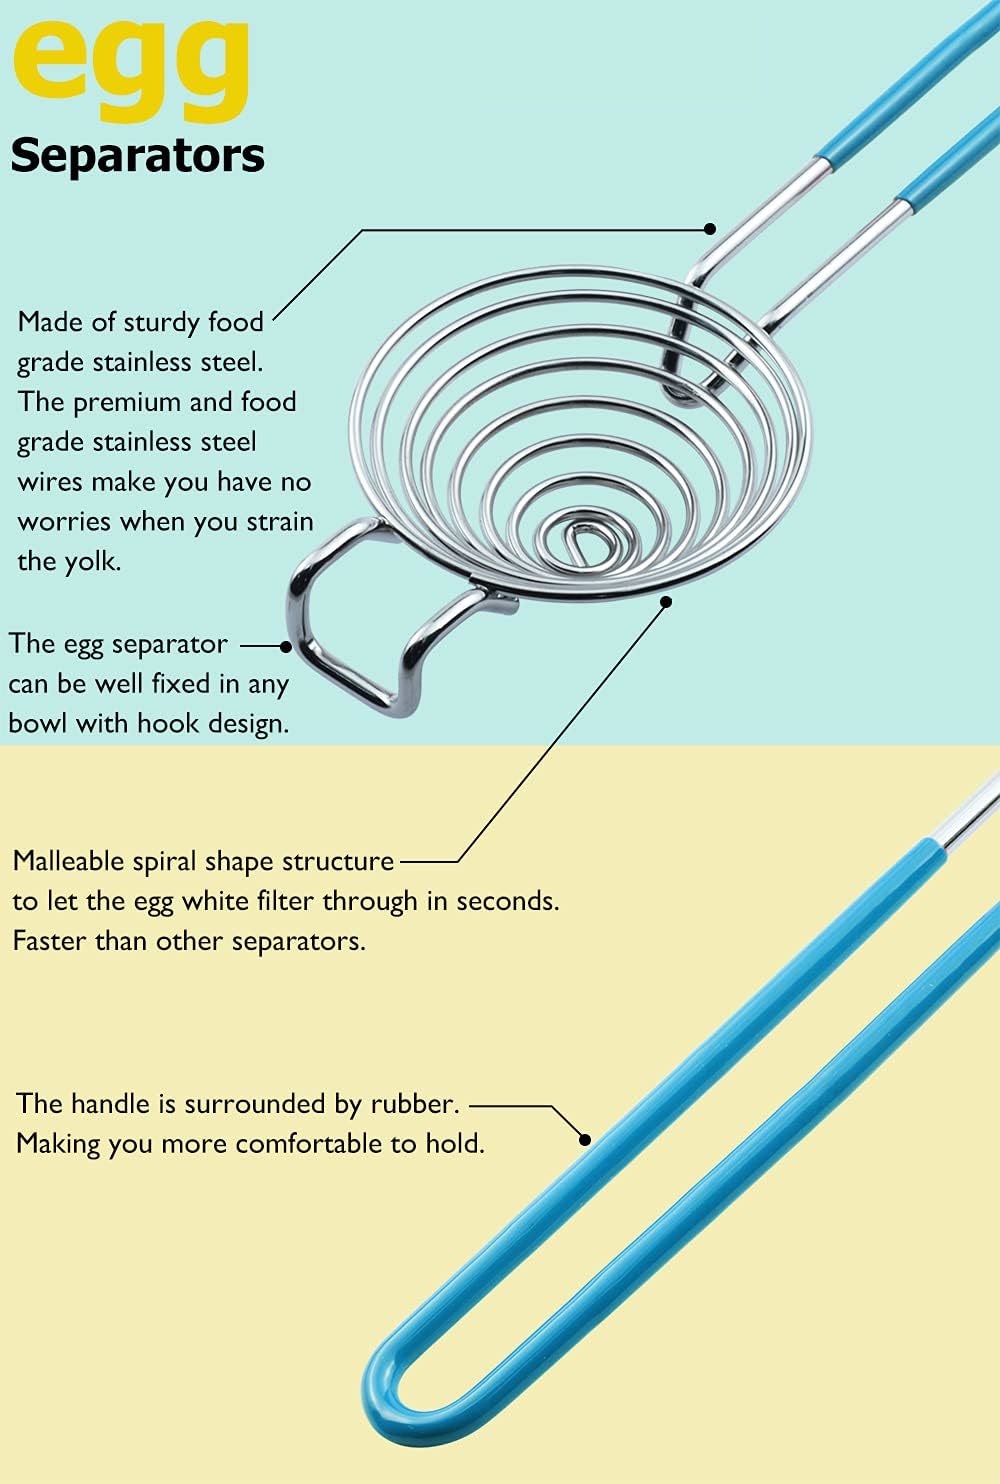 egg
Separators
Made of sturdy food
grade stainless steel.
The premium and food
grade stainless steel
wires make you have no
worries when you strain
the yolk.
The egg separator
can be well fixed in any
bowl with hook design.
Malleable spiral shape structure
to let the egg white filter through in seconds.
Faster than other separators.
The handle is surrounded by rubber.
Making you more comfortable to hold.